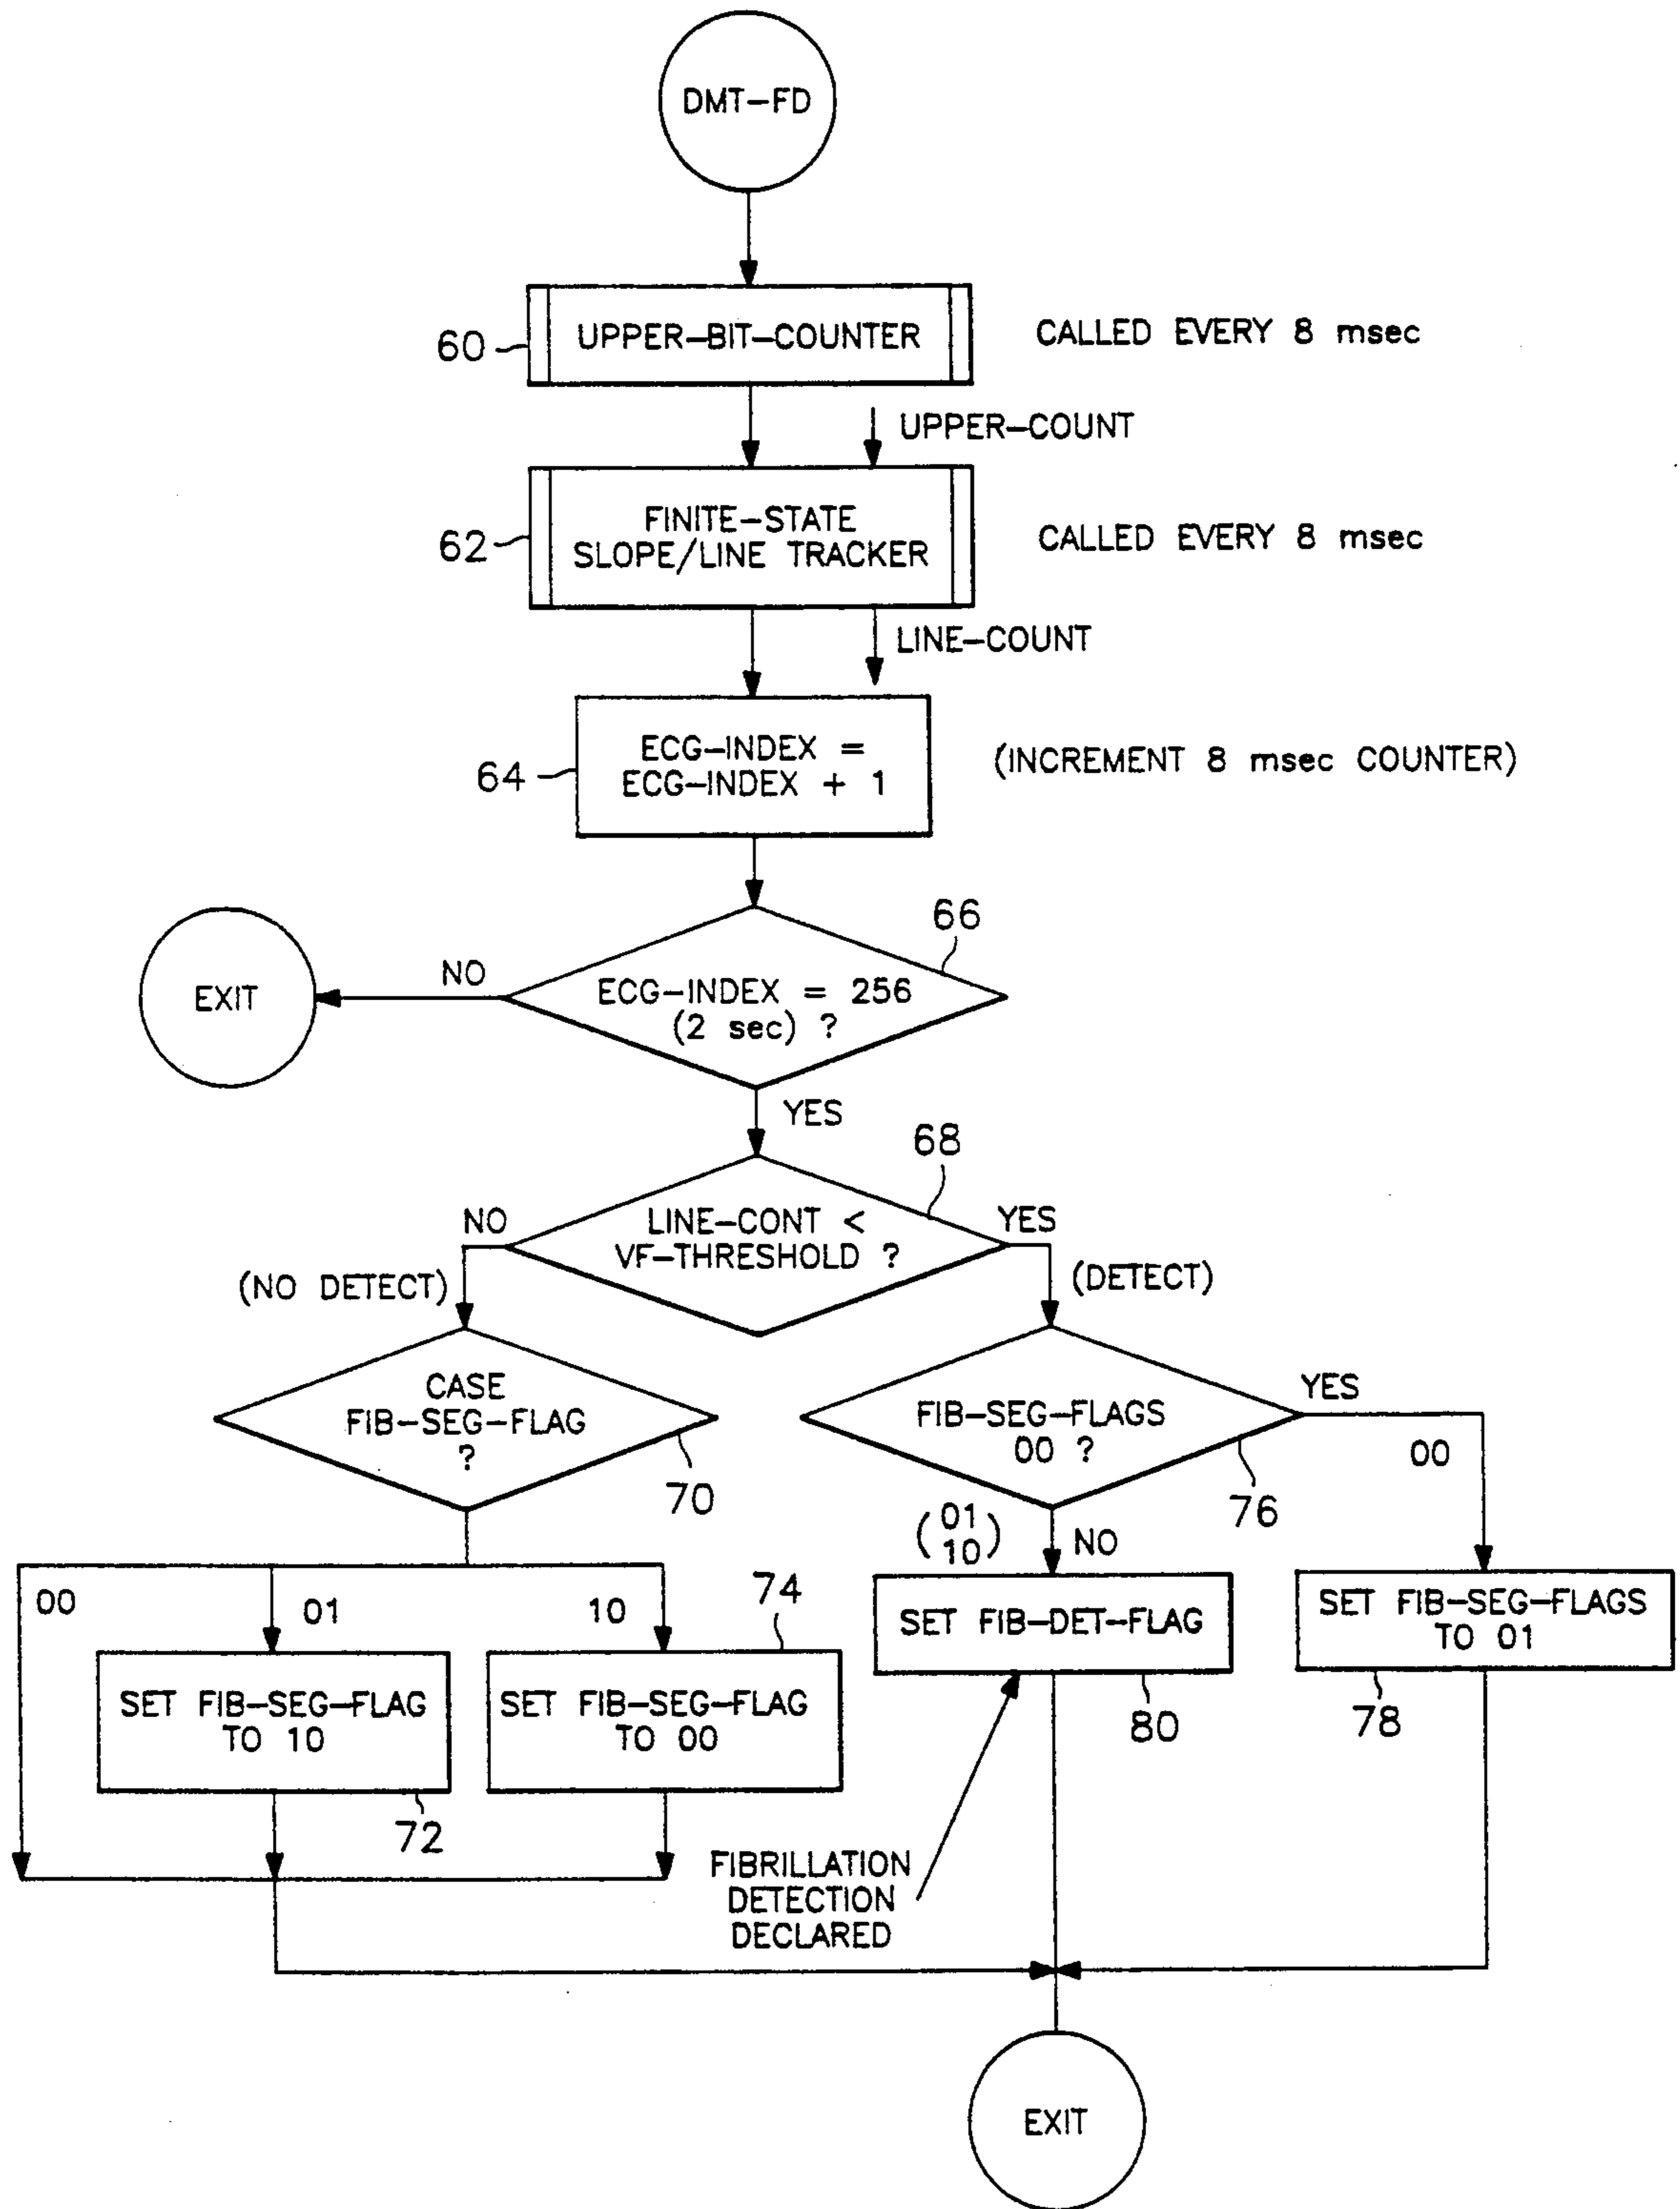 DMT-FD
60
UPPER-BIT-COUNTER
CALLED EVERY 8 msec
UPPER-COUNT
62
FINITE-STATE
SLOPE/LINE TRACKER
CALLED EVERY 8 msec
LINE-COUNT
64
ECG-INDEX =
ECG-INDEX + 1
(INCREMENT 8 msec COUNTER)
66
EXIT
NO
ECG-INDEX = 256
(2 sec) ?
YES
68
NO
LINE-CONT <
VF-THRESHOLD ?
YES
(NO DETECT)
(DETECT)
CASE
FIB-SEG-FLAG
?
70
FIB-SEG-FLAGS
00 ?
YES
00
76
(01
10)
NO
00
01
10
74
SET FIB-SEG-FLAG
TO 10
72
SET FIB-SEG-FLAG
TO 00
SET FIB-DET-FLAG
80
SET FIB-SEG-FLAGS
TO 01
78
FIBRILLATION
DETECTION
DECLARED
EXIT